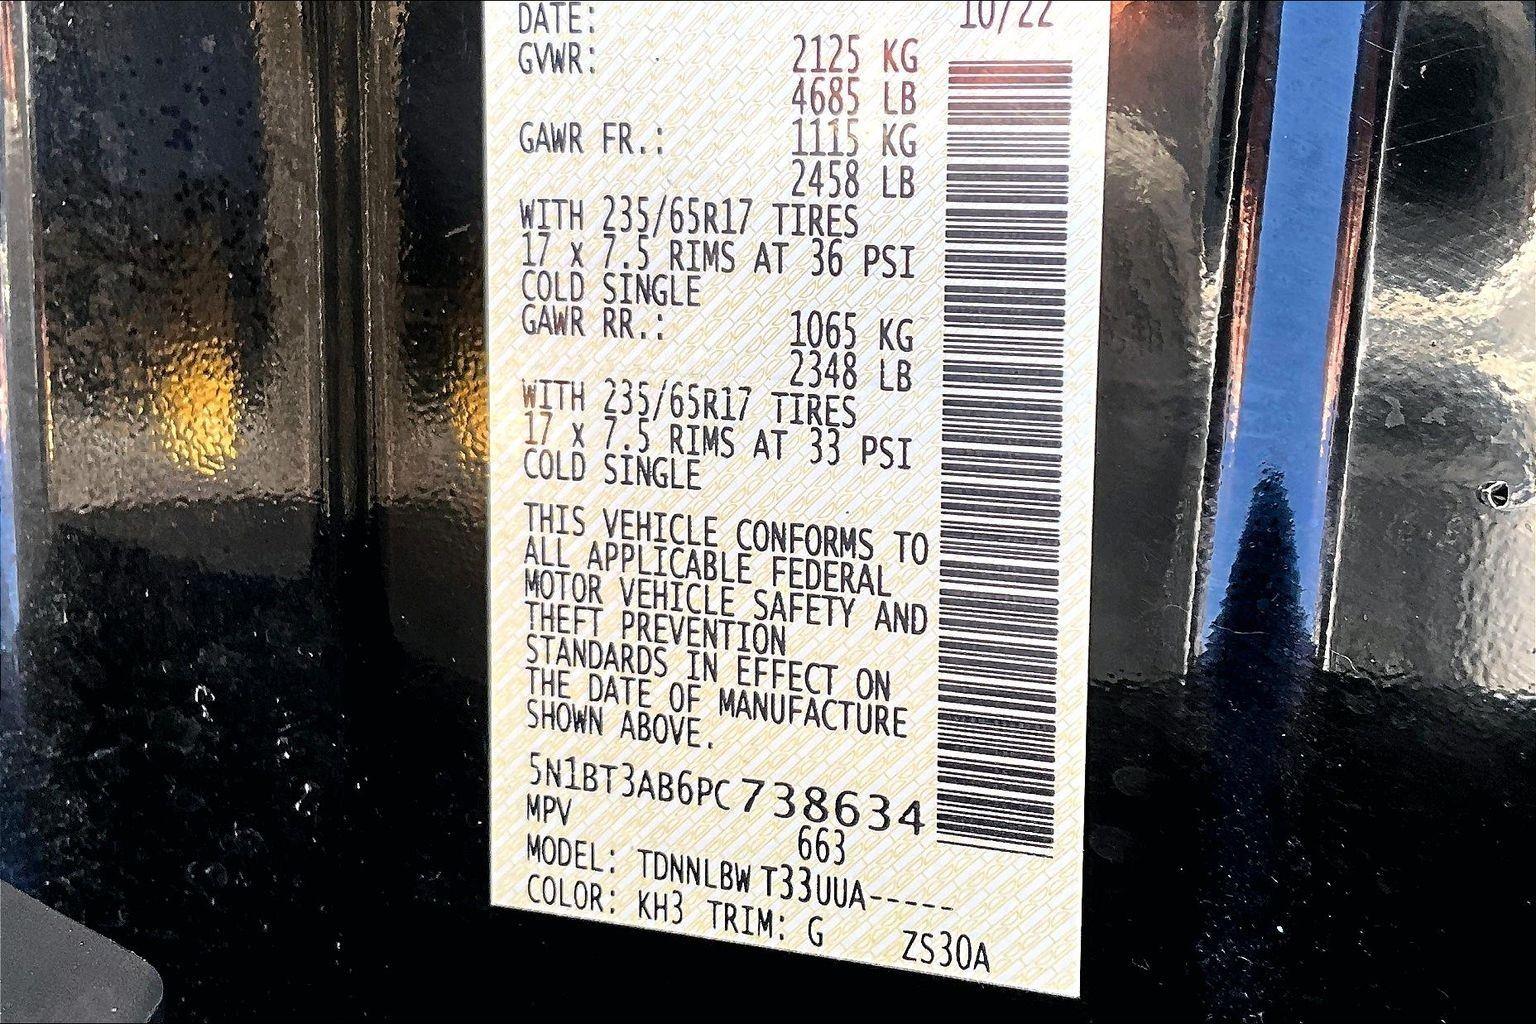 DATE: 10/22
GVWR: 2125 KG
4685 LB
GAWR FR.: 1115 KG
2458 LB
WITH 235/65R17 TIRES
17 x 7.5 RIMS AT 36 PSI
COLD SINGLE
GAWR RR.: 1065 KG
2348 LB
WITH 235/65R17 TIRES
17 x 7.5 RIMS AT 33 PSI
COLD SINGLE
THIS VEHICLE CONFORMS TO
ALL APPLICABLE FEDERAL
MOTOR VEHICLE SAFETY AND
THEFT PREVENTION
STANDARDS IN EFFECT ON
THE DATE OF MANUFACTURE
SHOWN ABOVE.
5N1BT3AB6PC738634
MPV 663
MODEL: TDNNLBW T33UUA-----
COLOR: KH3 TRIM: G ZS30A